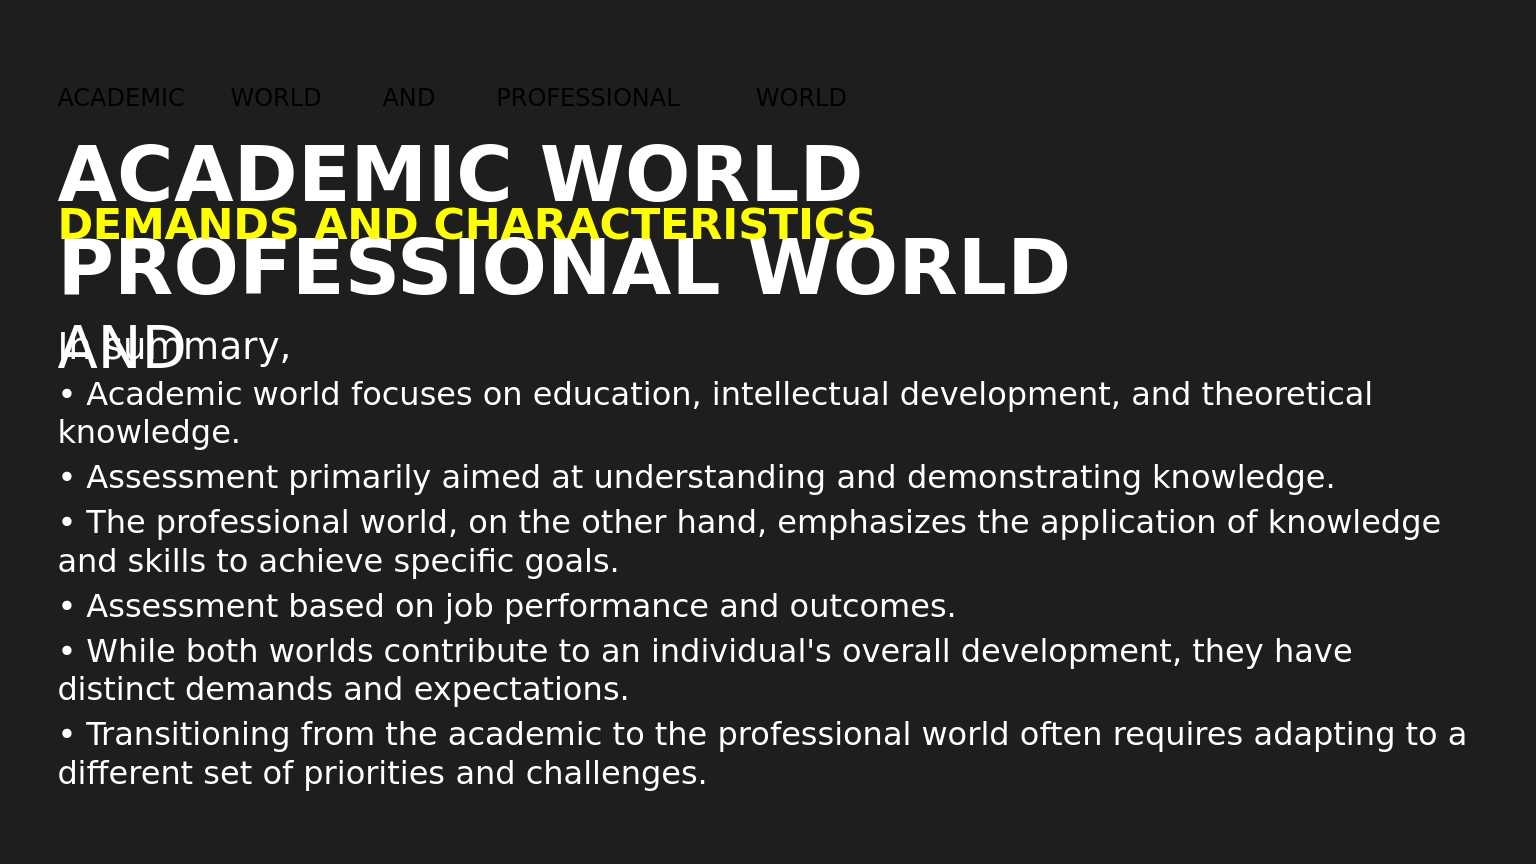 ACADEMIC WORLD AND PROFESSIONAL WORLD
ACADEMIC WORLD
DEMANDS AND CHARACTERISTICS
PROFESSIONAL WORLD
AND
In summary,
• Academic world focuses on education, intellectual development, and theoretical
knowledge.
• Assessment primarily aimed at understanding and demonstrating knowledge.
• The professional world, on the other hand, emphasizes the application of knowledge
and skills to achieve specific goals.
• Assessment based on job performance and outcomes.
• While both worlds contribute to an individual's overall development, they have
distinct demands and expectations.
• Transitioning from the academic to the professional world often requires adapting to a
different set of priorities and challenges.